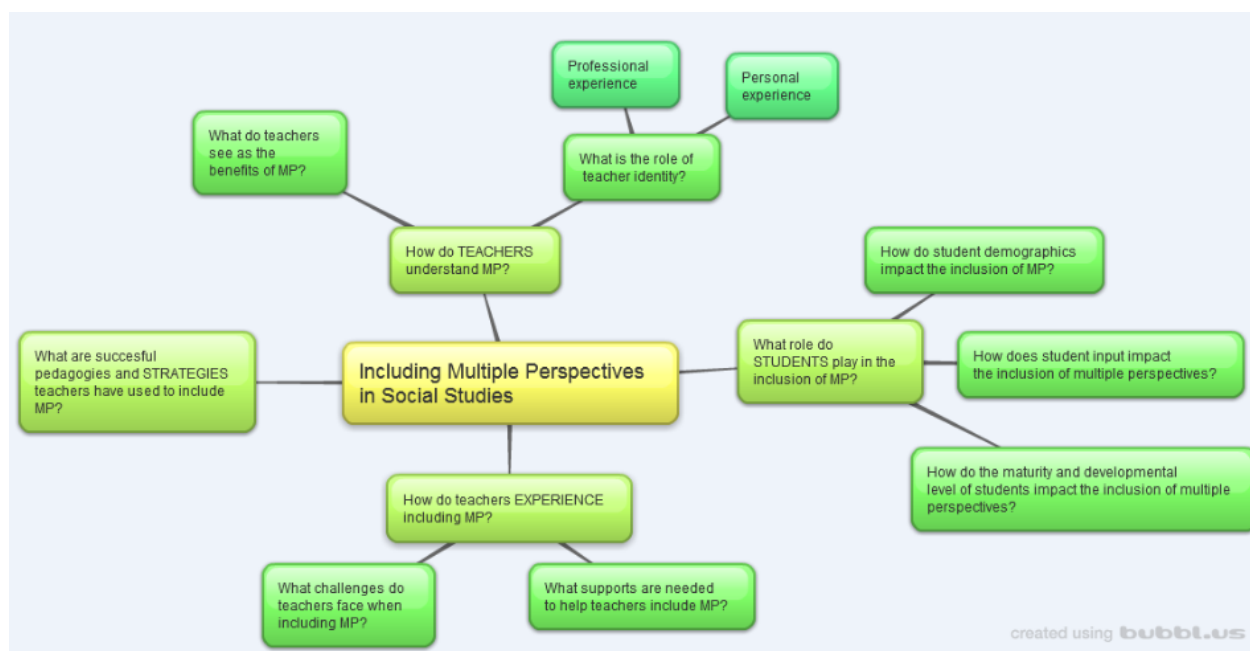 Professional
experience
Personal
experience
What do teachers
see as the
benefits of MP?
What is the role of
teacher identity?
How do TEACHERS
understand MP?
How do student demographics
impact the inclusion of MP?
What are succesful
pedagogies and STRATEGIES
teachers have used to include
MP?
Including Multiple Perspectives
in Social Studies
What role do
STUDENTS play in the
inclusion of MP?
How does student input impact
the inclusion of multiple perspectives?
How do the maturity and developmental
level of students impact the inclusion of multiple
perspectives?
How do teachers EXPERIENCE
including MP?
What challenges do
teachers face when
including MP?
What supports are needed
to help teachers include MP?
created using bubbl.us